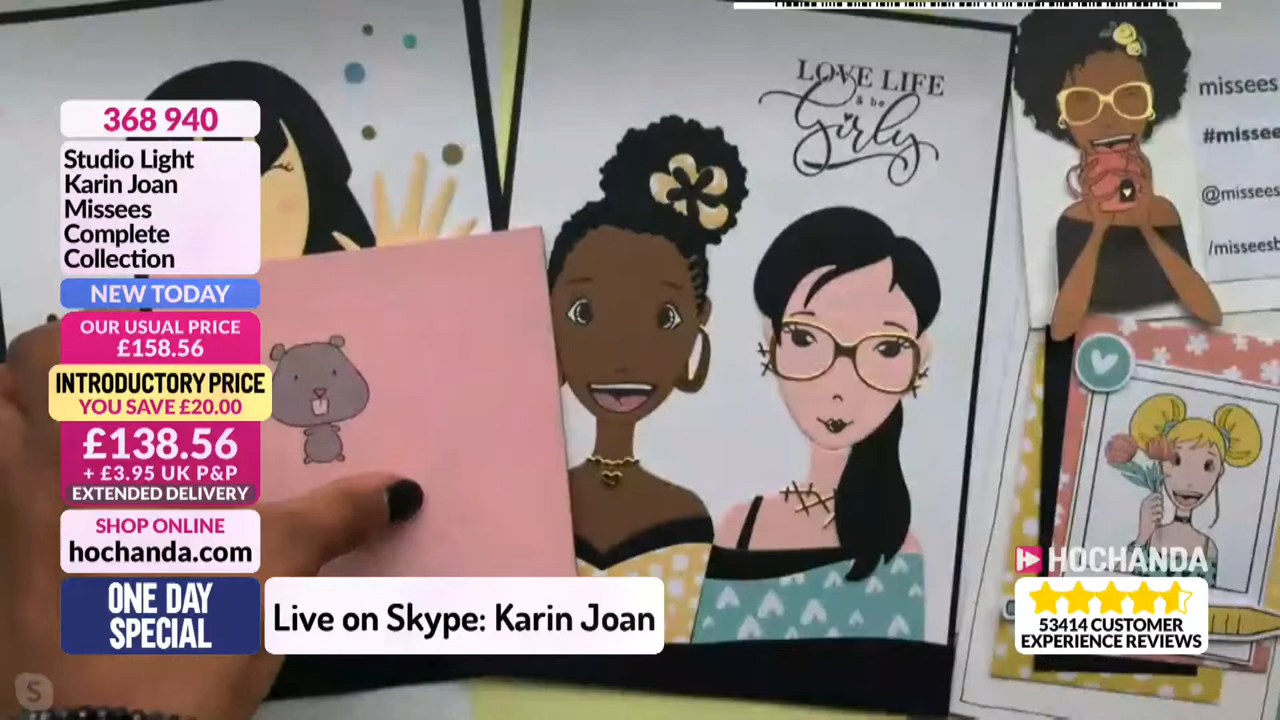 368 940
Studio Light
Karin Joan
Missees
Complete
Collection
NEW TODAY
OUR USUAL PRICE
£158.56
INTRODUCTORY PRICE
YOU SAVE £20.00
£138.56
+ £3.95 UK P&P
EXTENDED DELIVERY
SHOP ONLINE
hochanda.com
ONE DAY
SPECIAL
Live on Skype: Karin Joan
LOVE LIFE
& be
Girly
missees
#missee
@missees
/misseesb
HOCHANDA
53414 CUSTOMER
EXPERIENCE REVIEWS
S